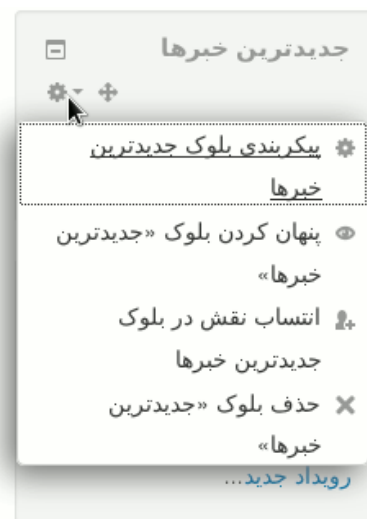 جدیدترین خبرها
پیکربندی بلوک جدیدترین
خبرها
پنهان کردن بلوک «جدیدترین
خبرها»
انتساب نقش در بلوک
جدیدترین خبرها
حذف بلوک «جدیدترین
خبرها»
رویداد جدید...